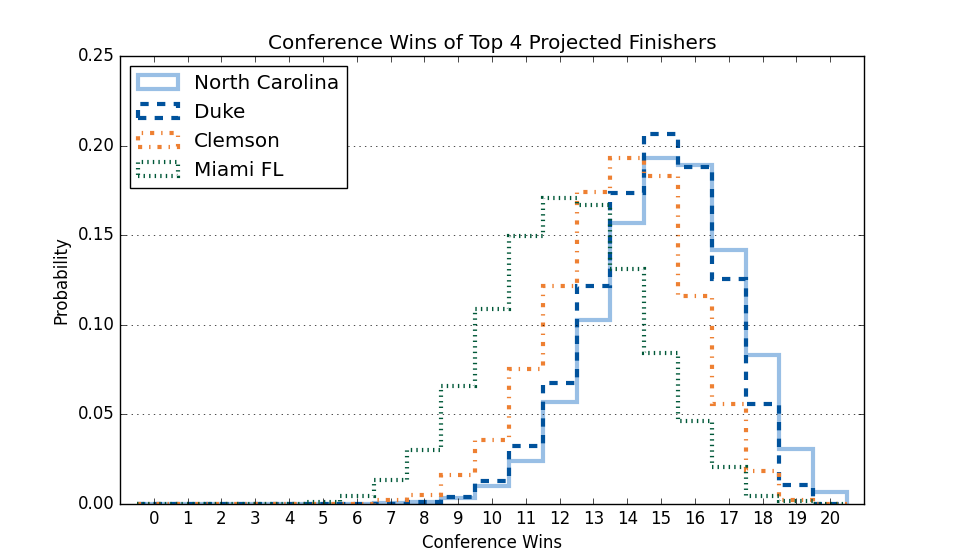 Conference Wins of Top 4 Projected Finishers
North Carolina
Duke
Clemson
Miami FL
0.25
0.20
0.15
0.10
0.05
0.00
Probability
0 1 2 3 4 5 6 7 8 9 10 11 12 13 14 15 16 17 18 19 20
Conference Wins